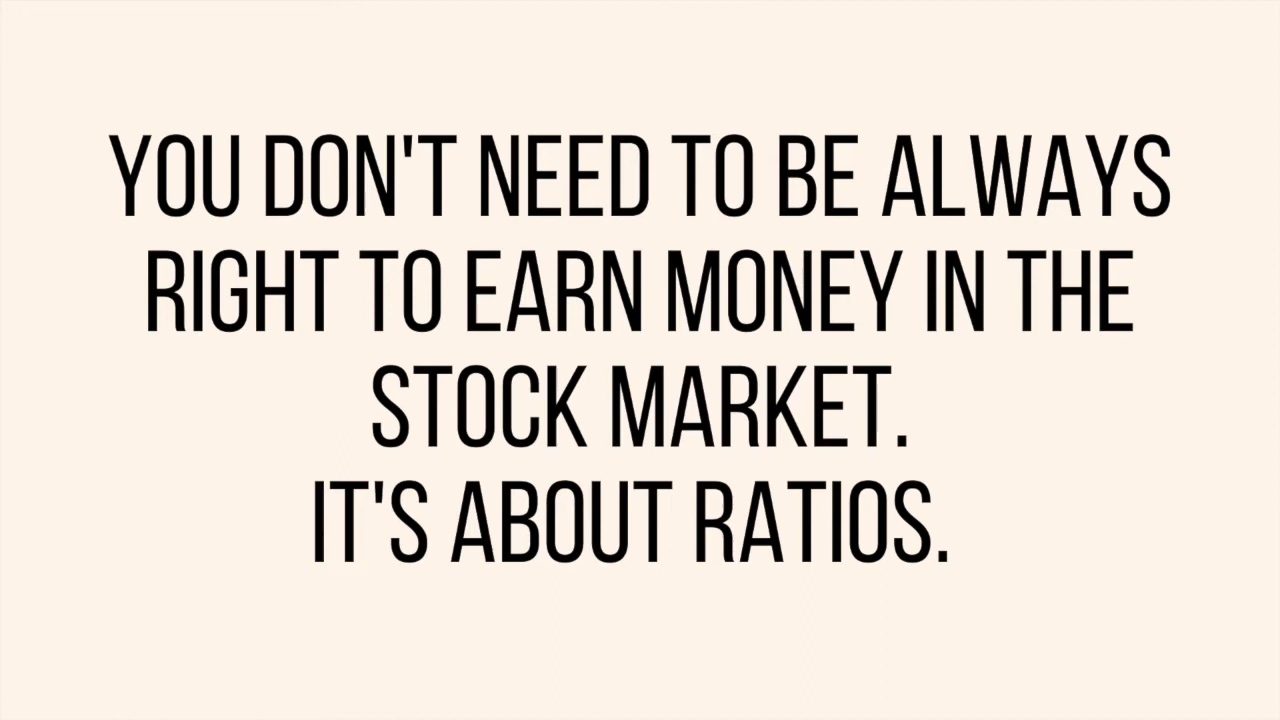 YOU DON'T NEED TO BE ALWAYS
RIGHT TO EARN MONEY IN THE
STOCK MARKET.
IT'S ABOUT RATIOS.